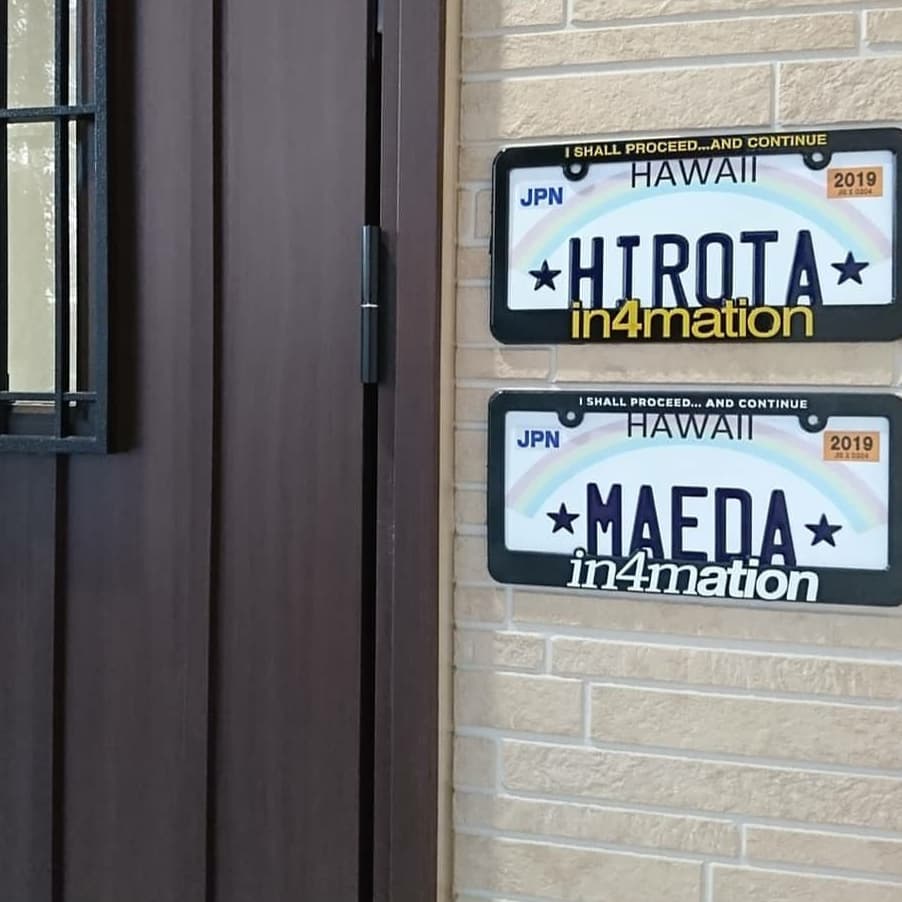 I SHALL PROCEED...AND CONTINUE
HAWAII
JPN
2019
★HIROTA★
in4mation
I SHALL PROCEED... AND CONTINUE
HAWAII
JPN
2019
★MAEDA★
in4mation